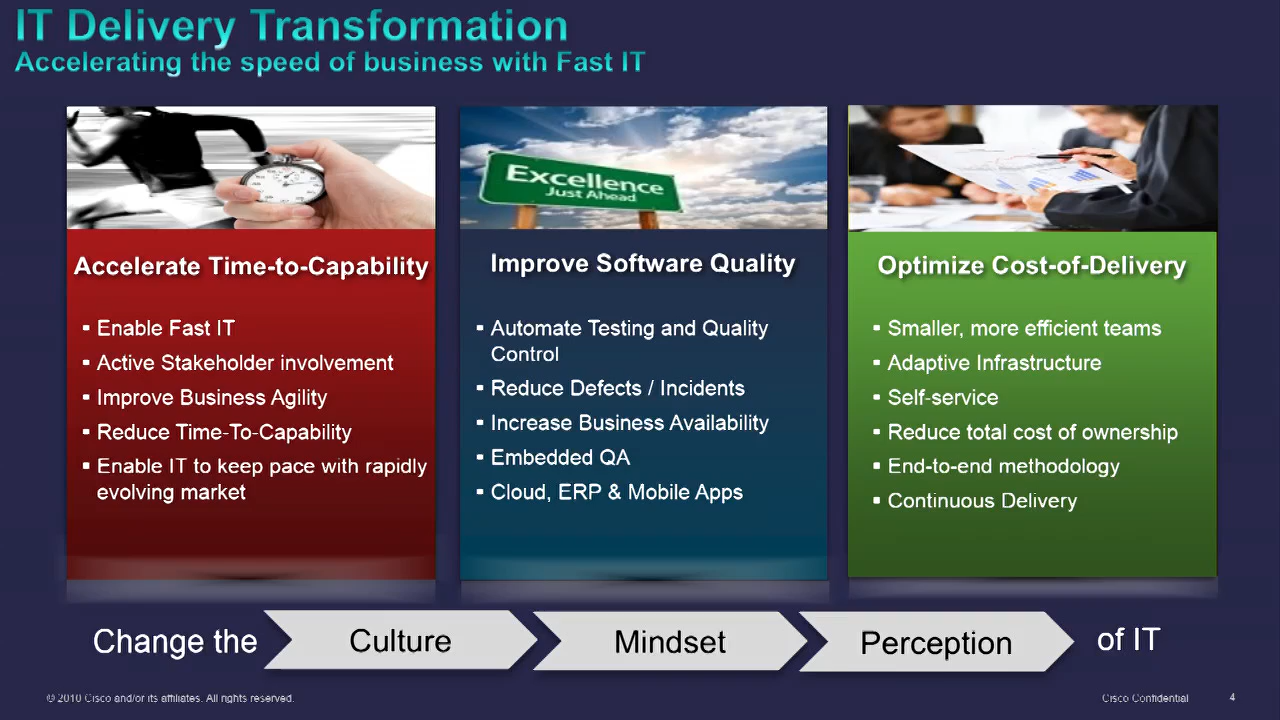 IT Delivery Transformation
Accelerating the speed of business with Fast IT
Excellence
Just Ahead
Accelerate Time-to-Capability
▪ Enable Fast IT
▪ Active Stakeholder involvement
▪ Improve Business Agility
▪ Reduce Time-To-Capability
▪ Enable IT to keep pace with rapidly
evolving market
Improve Software Quality
▪ Automate Testing and Quality
Control
▪ Reduce Defects / Incidents
▪ Increase Business Availability
▪ Embedded QA
▪ Cloud, ERP & Mobile Apps
Optimize Cost-of-Delivery
▪ Smaller, more efficient teams
▪ Adaptive Infrastructure
▪ Self-service
▪ Reduce total cost of ownership
▪ End-to-end methodology
▪ Continuous Delivery
Change the Culture Mindset Perception of IT
© 2010 Cisco and/or its affiliates. All rights reserved. Cisco Confidential 4